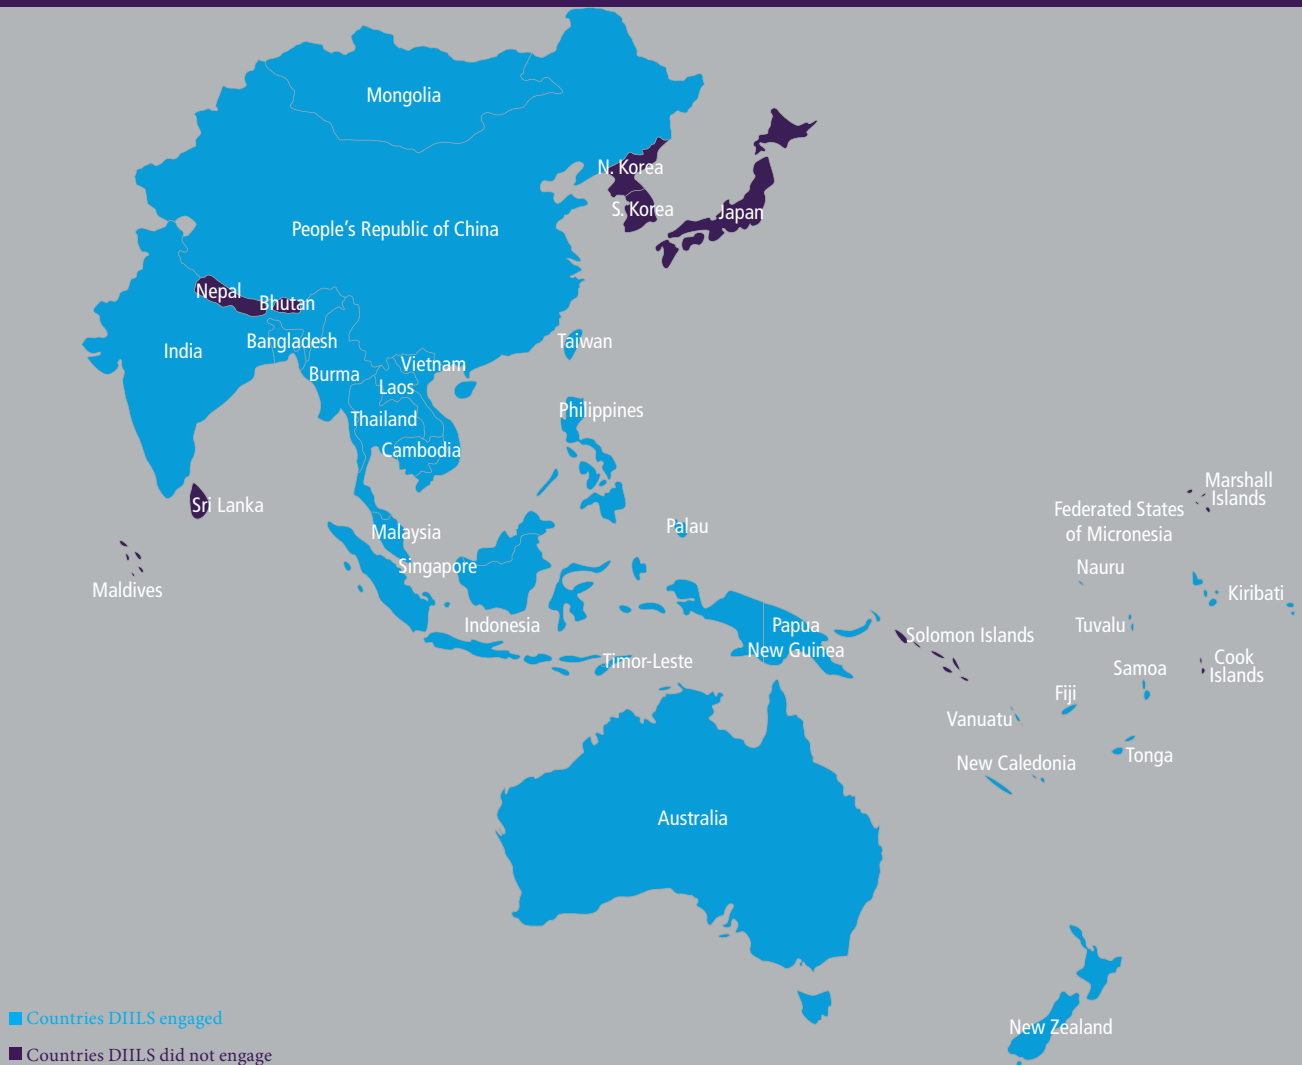 Mongolia
N. Korea
S. Korea
Japan
People's Republic of China
Nepal
Bhutan
Bangladesh
India
Burma
Vietnam
Laos
Thailand
Cambodia
Taiwan
Philippines
Sri Lanka
Maldives
Malaysia
Singapore
Palau
Indonesia
Timor-Leste
Papua
New Guinea
Marshall
Islands
Federated States
of Micronesia
Nauru
Kiribati
Tuvalu
Solomon Islands
Cook
Islands
Samoa
Fiji
Vanuatu
New Caledonia
Tonga
Australia
New Zealand
Countries DIILS engaged
Countries DIILS did not engage